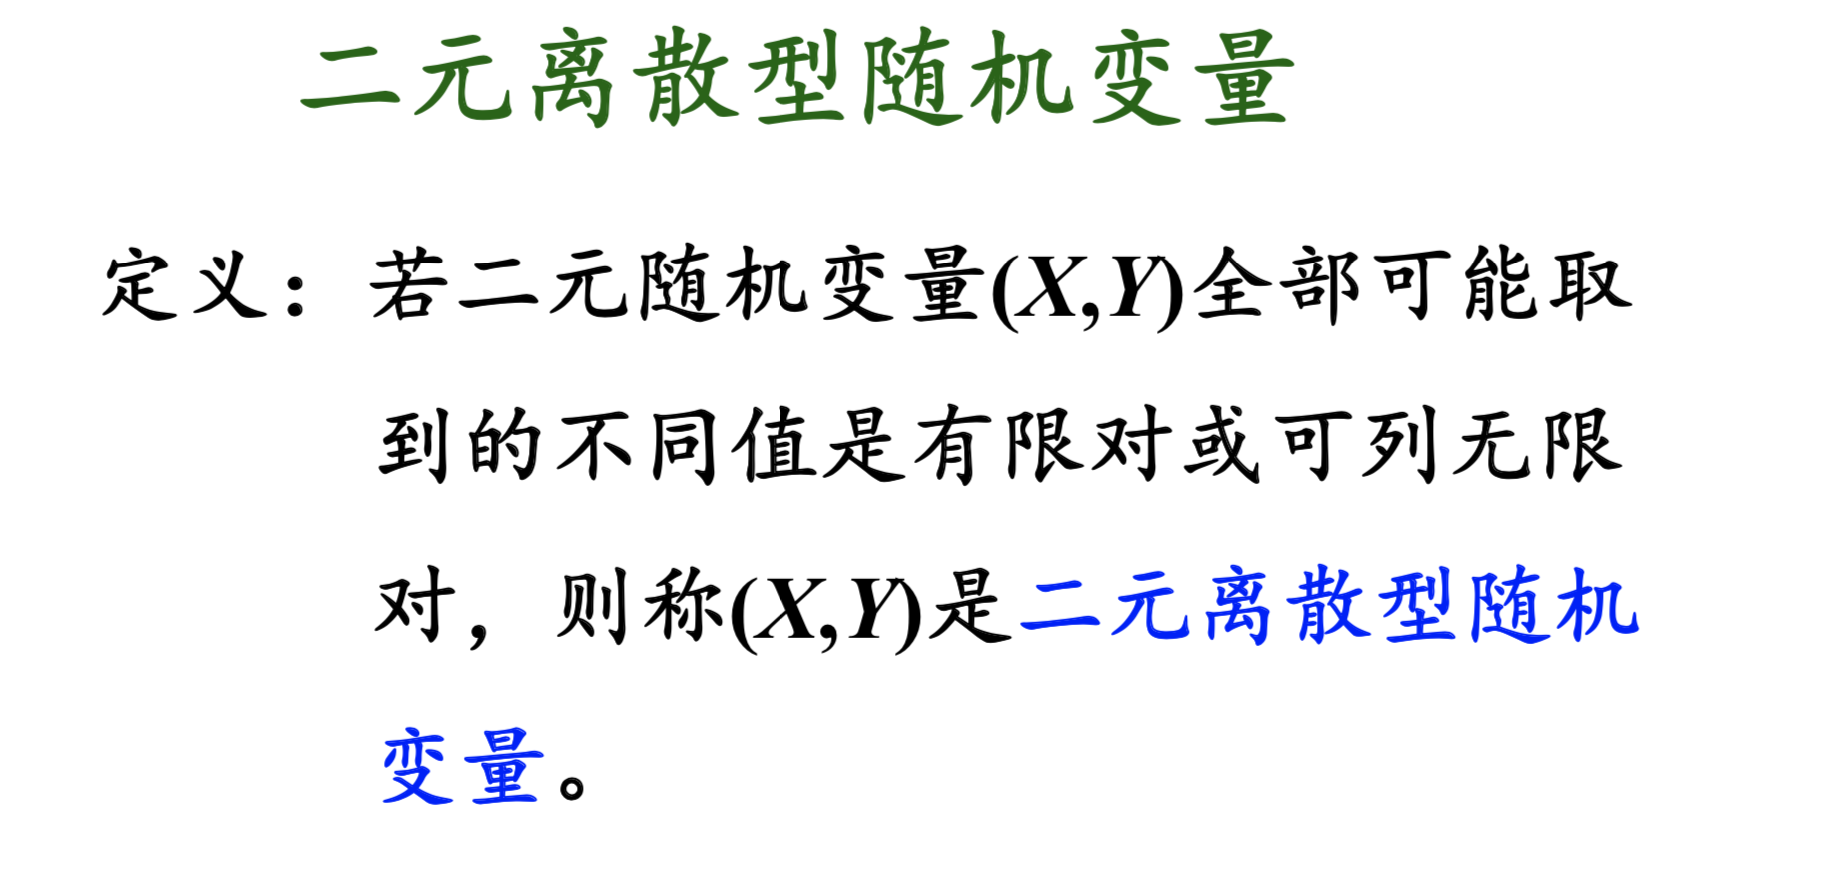 二元离散型随机变量
定义：若二元随机变量(X,Y)全部可能取
到的不同值是有限对或可列无限
对，则称(X,Y)是二元离散型随机
变量。